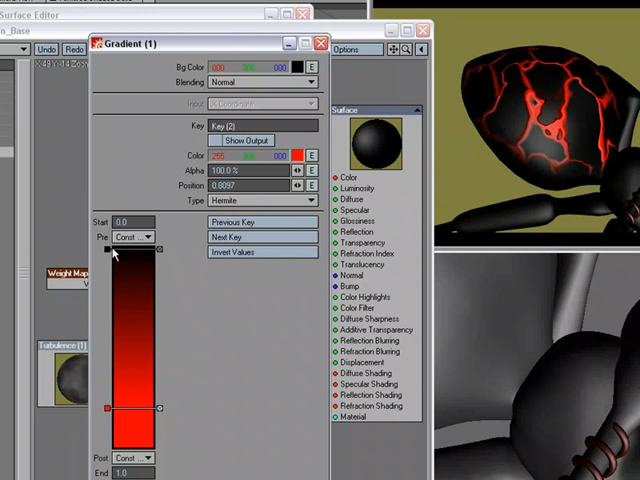 Surface Editor
n_Base
Undo Redo
Options
X:49 Y:-14 Zoo
Gradient (1)
Bg Color 000 000 000 E
Blending Normal
Input X Coordinate
Key Key (2)
Show Output
Color 255 000 000 E
Alpha 100.0 %
Position 0.8097
Type Hermite
Start 0.0
Pre Const ...
Previous Key
Next Key
Invert Values
Post Const ...
End 1.0
Weight Map
Turbulence (1)
Surface
Color
Luminosity
Diffuse
Specular
Glossiness
Reflection
Transparency
Refraction Index
Translucency
Normal
Bump
Color Highlights
Color Filter
Diffuse Sharpness
Additive Transparency
Reflection Blurring
Refraction Blurring
Displacement
Diffuse Shading
Specular Shading
Reflection Shading
Refraction Shading
Material